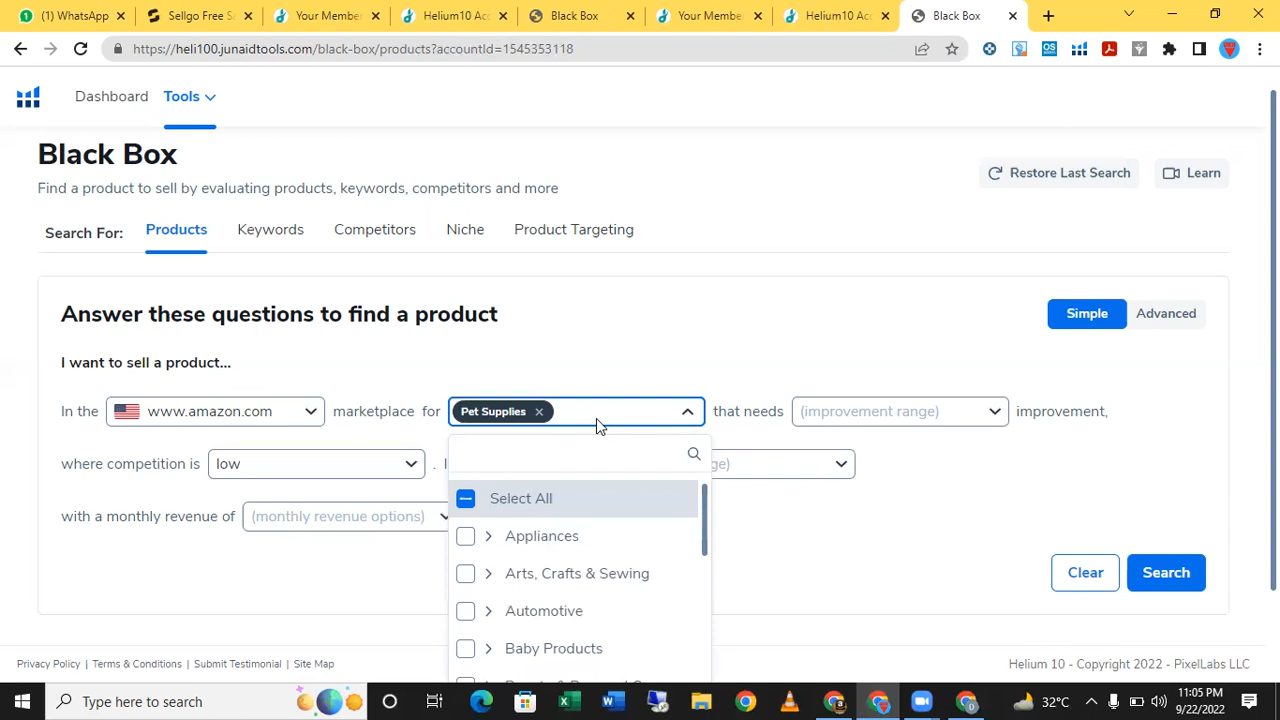 (1) WhatsApp
Sellgo Free S
Your Membe
Helium10 Acc
Black Box
Your Membe
Helium10 Acc
Black Box
https://heli100.junaidtools.com/black-box/products?accountId=1545353118
Dashboard
Tools
Black Box
Find a product to sell by evaluating products, keywords, competitors and more
Restore Last Search
Learn
Search For:
Products
Keywords
Competitors
Niche
Product Targeting
Answer these questions to find a product
Simple
Advanced
I want to sell a product...
In the www.amazon.com marketplace for Pet Supplies that needs (improvement range) improvement,
where competition is low . I ge)
with a monthly revenue of (monthly revenue options)
Select All
Appliances
Arts, Crafts & Sewing
Automotive
Baby Products
Clear
Search
Privacy Policy | Terms & Conditions | Submit Testimonial | Site Map
Helium 10 - Copyright 2022 - PixelLabs LLC
Type here to search
32°C
11:05 PM
9/22/2022